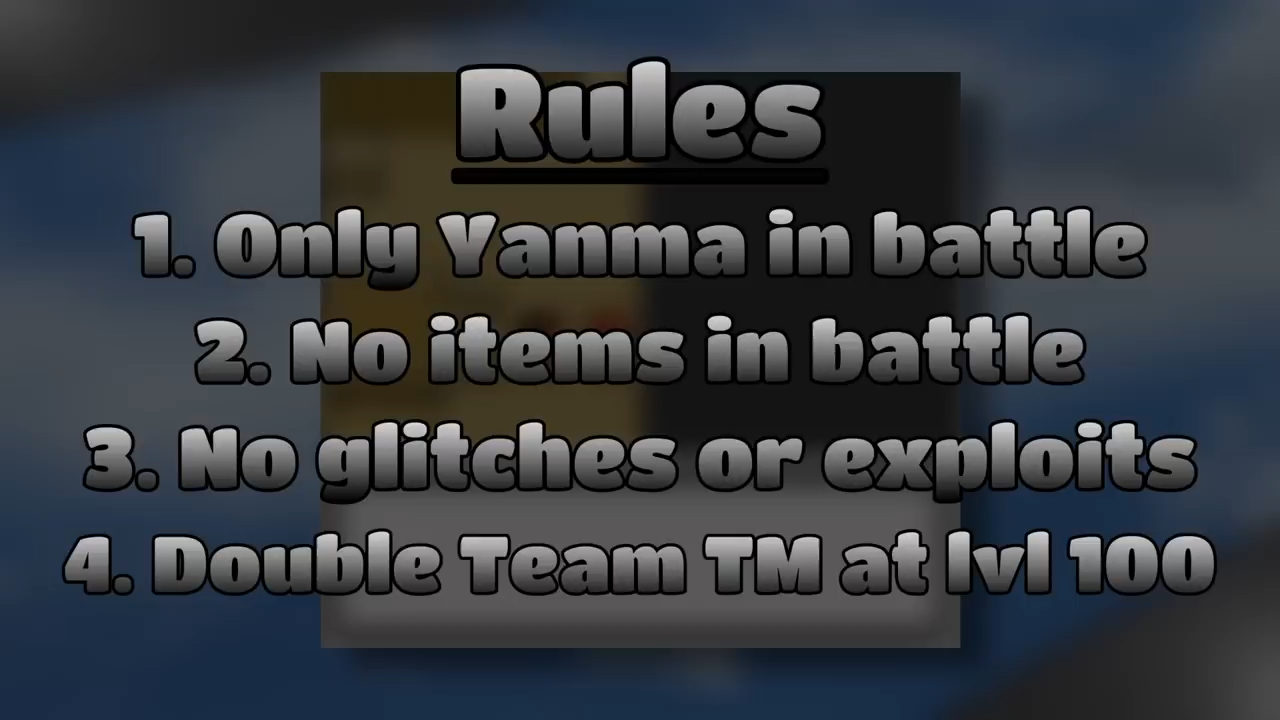 Rules
1. Only Yanma in battle
2. No items in battle
3. No glitches or exploits
4. Double Team TM at lvl 100